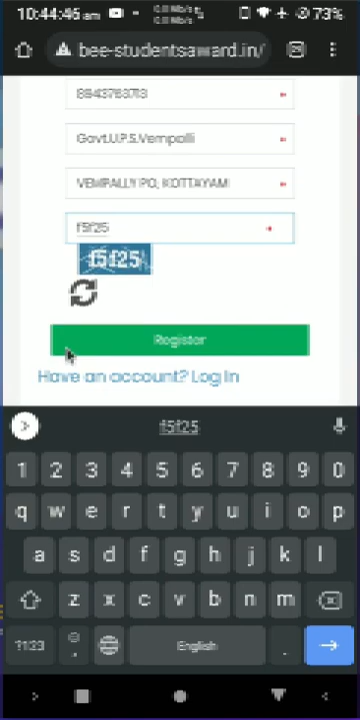 10:44:46 am 73%
bee-studentsaward.in/
8943763713
Govt.U.P.S.Vempalli
VEMPALLY PO, KOTTAYAM
f5f25
f5f25
Register
Have an account? Log In
f5f25
1 2 3 4 5 6 7 8 9 0
q w e r t y u i o p
a s d f g h j k l
z x c v b n m
?123 , English .